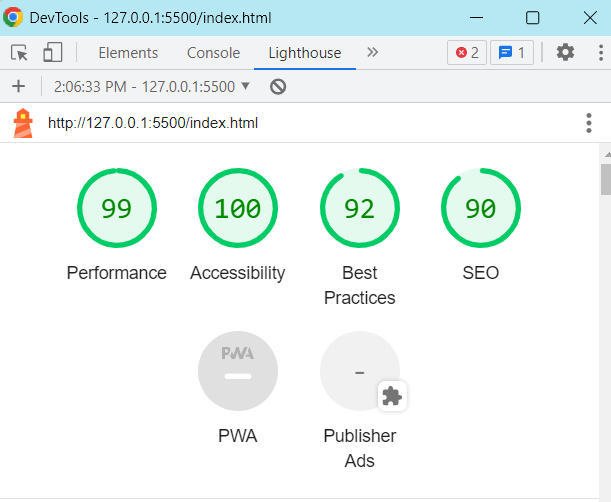 DevTools - 127.0.0.1:5500/index.html
Elements Console Lighthouse » 2 1
2:06:33 PM - 127.0.0.1:5500
http://127.0.0.1:5500/index.html
99 100 92 90
Performance Accessibility Best Practices SEO
PWA -
PWA Publisher Ads